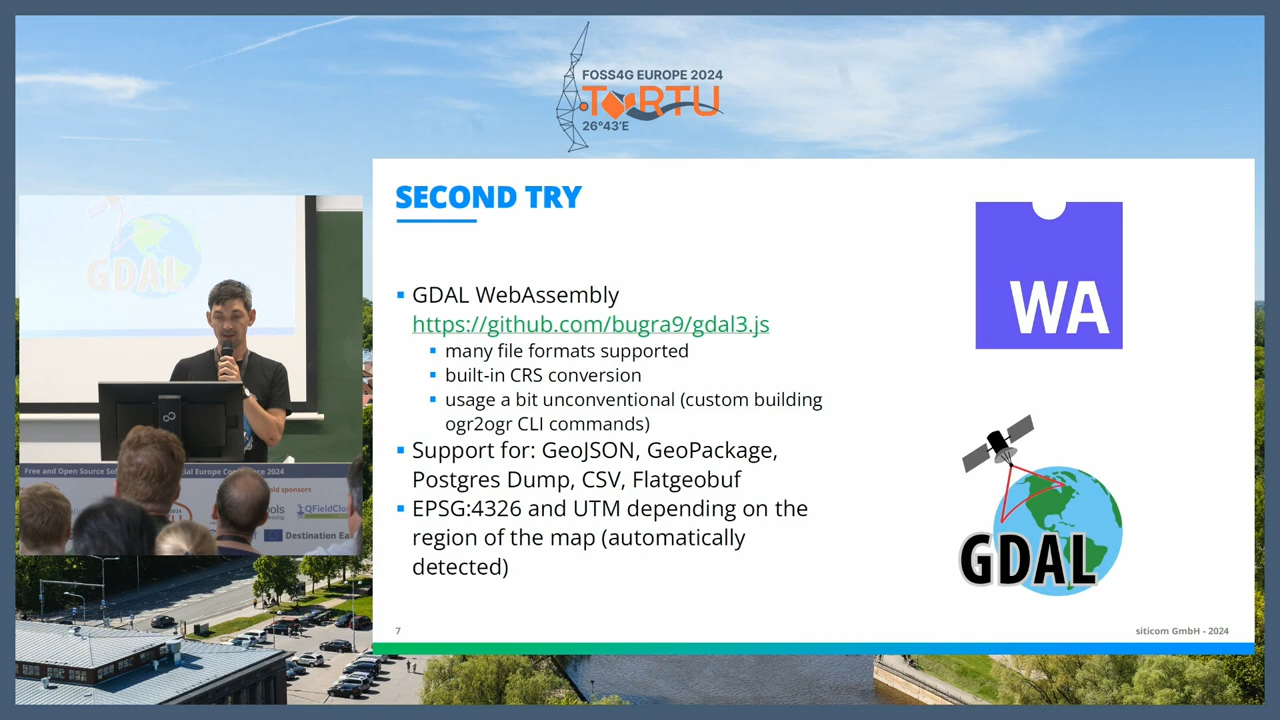 FOSS4G EUROPE 2024
TORTU
26°43'E
SECOND TRY
GDAL WebAssembly
https://github.com/bugra9/gdal3.js
many file formats supported
built-in CRS conversion
usage a bit unconventional (custom building
ogr2ogr CLI commands)
Support for: GeoJSON, GeoPackage,
Postgres Dump, CSV, Flatgeobuf
EPSG:4326 and UTM depending on the
region of the map (automatically
detected)
WA
GDAL
7
siticom GmbH - 2024
GDAL
Free and Open Source
Europe Conference 2024
sponsors
QFieldClo
Destination Ea